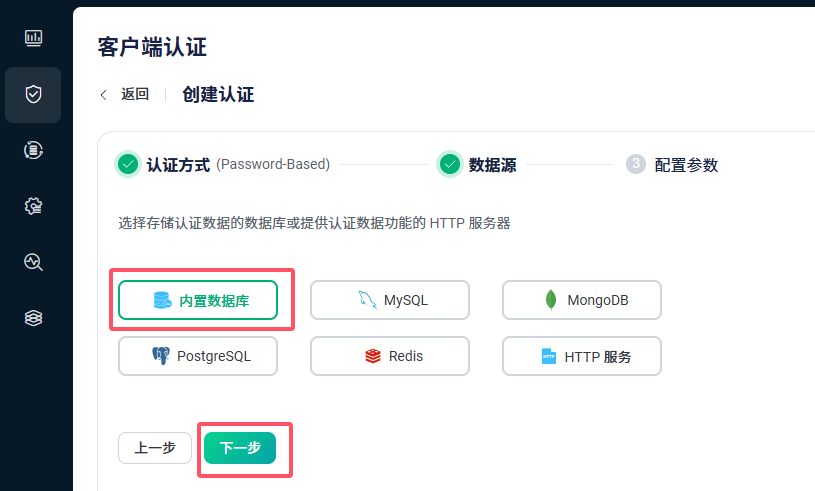 客户端认证
返回 创建认证
认证方式 (Password-Based) 数据源 3 配置参数
选择存储认证数据的数据库或提供认证数据功能的 HTTP 服务器
内置数据库 MySQL MongoDB
PostgreSQL Redis HTTP HTTP 服务
上一步 下一步